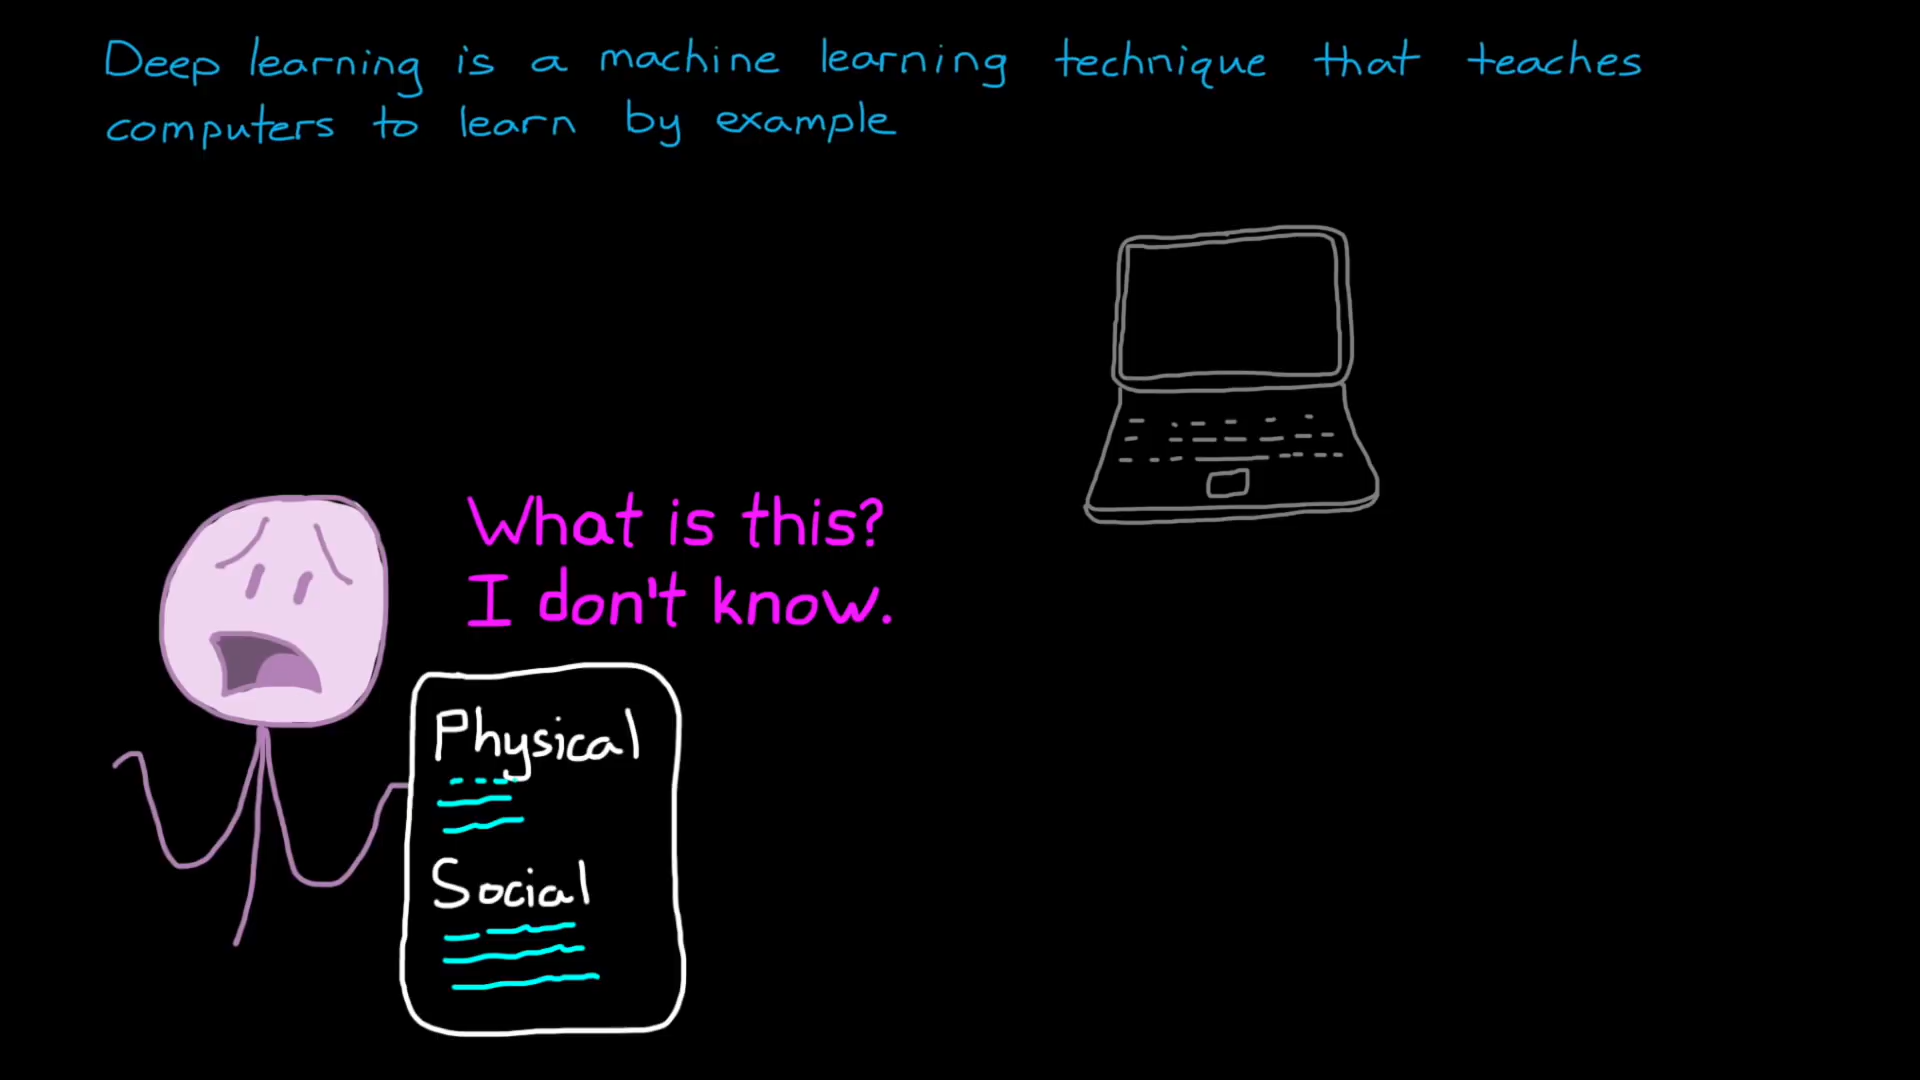 Deep learning is a machine learning technique that teaches
computers to learn by example
What is this?
I don't know.
Physical
Social